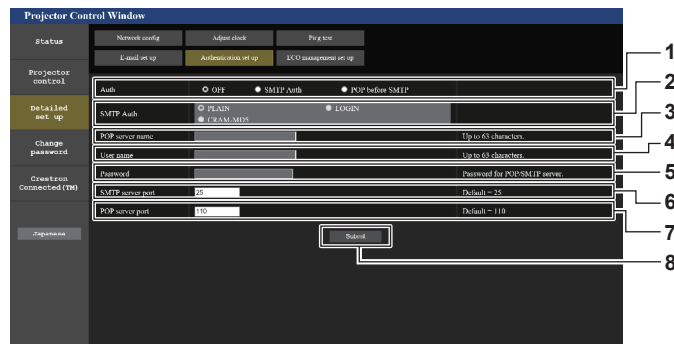 Projector Control Window
Status
Network config
Adjust clock
Ping test
E-mail set up
Authentication set up
ECO management set up
Projector control
Detailed set up
Change password
Crestron Connected(TM)
Japanese
Auth
OFF
SMTP Auth
POP before SMTP
1
SMTP Auth
PLAIN
LOGIN
CRAM-MD5
2
POP server name
Up to 63 characters.
3
User name
Up to 63 characters.
4
Password
Password for POP/SMTP server.
5
SMTP server port
25
Default = 25
6
POP server port
110
Default = 110
7
Submit
8